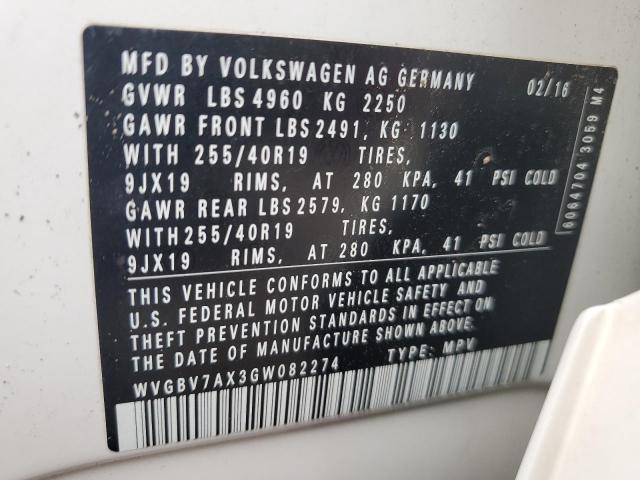 MFD BY VOLKSWAGEN AG GERMANY 02/16
GVWR LBS 4960 KG 2250
GAWR FRONT LBS 2491, KG 1130
WITH 255/40R19 TIRES,
9JX19 RIMS, AT 280 KPA, 41 PSI COLD
GAWR REAR LBS 2579, KG 1170
WITH 255/40R19 TIRES,
9JX19 RIMS, AT 280 KPA, 41 PSI COLD
THIS VEHICLE CONFORMS TO ALL APPLICABLE
U.S. FEDERAL MOTOR VEHICLE SAFETY AND
THEFT PREVENTION STANDARDS IN EFFECT ON
THE DATE OF MANUFACTURE SHOWN ABOVE.
WVGBV7AX3GW082274 TYPE: MPV
6064704 3059 M4